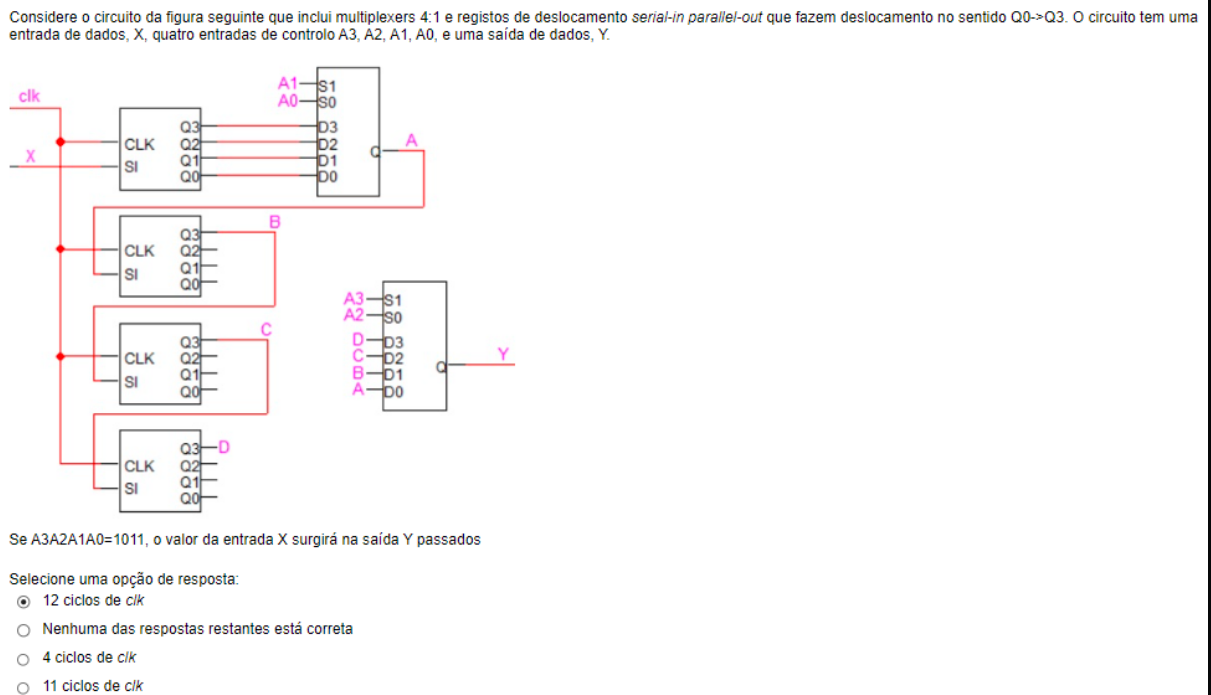 Considere o circuito da figura seguinte que inclui multiplexers 4:1 e registos de deslocamento serial-in parallel-out que fazem deslocamento no sentido Q0->Q3. O circuito tem uma
entrada de dados, X, quatro entradas de controlo A3, A2, A1, A0, e uma saída de dados, Y.
clk
X
CLK
SI
Q3
Q2
Q1
Q0
A1
A0
S1
S0
D3
D2
D1
D0
Q
A
CLK
SI
Q3
Q2
Q1
Q0
B
CLK
SI
Q3
Q2
Q1
Q0
C
A3
A2
D
C
B
A
S1
S0
D3
D2
D1
D0
Q
Y
CLK
SI
Q3
Q2
Q1
Q0
D
Se A3A2A1A0=1011, o valor da entrada X surgirá na saída Y passados
Selecione uma opção de resposta:
12 ciclos de clk
Nenhuma das respostas restantes está correta
4 ciclos de clk
11 ciclos de clk